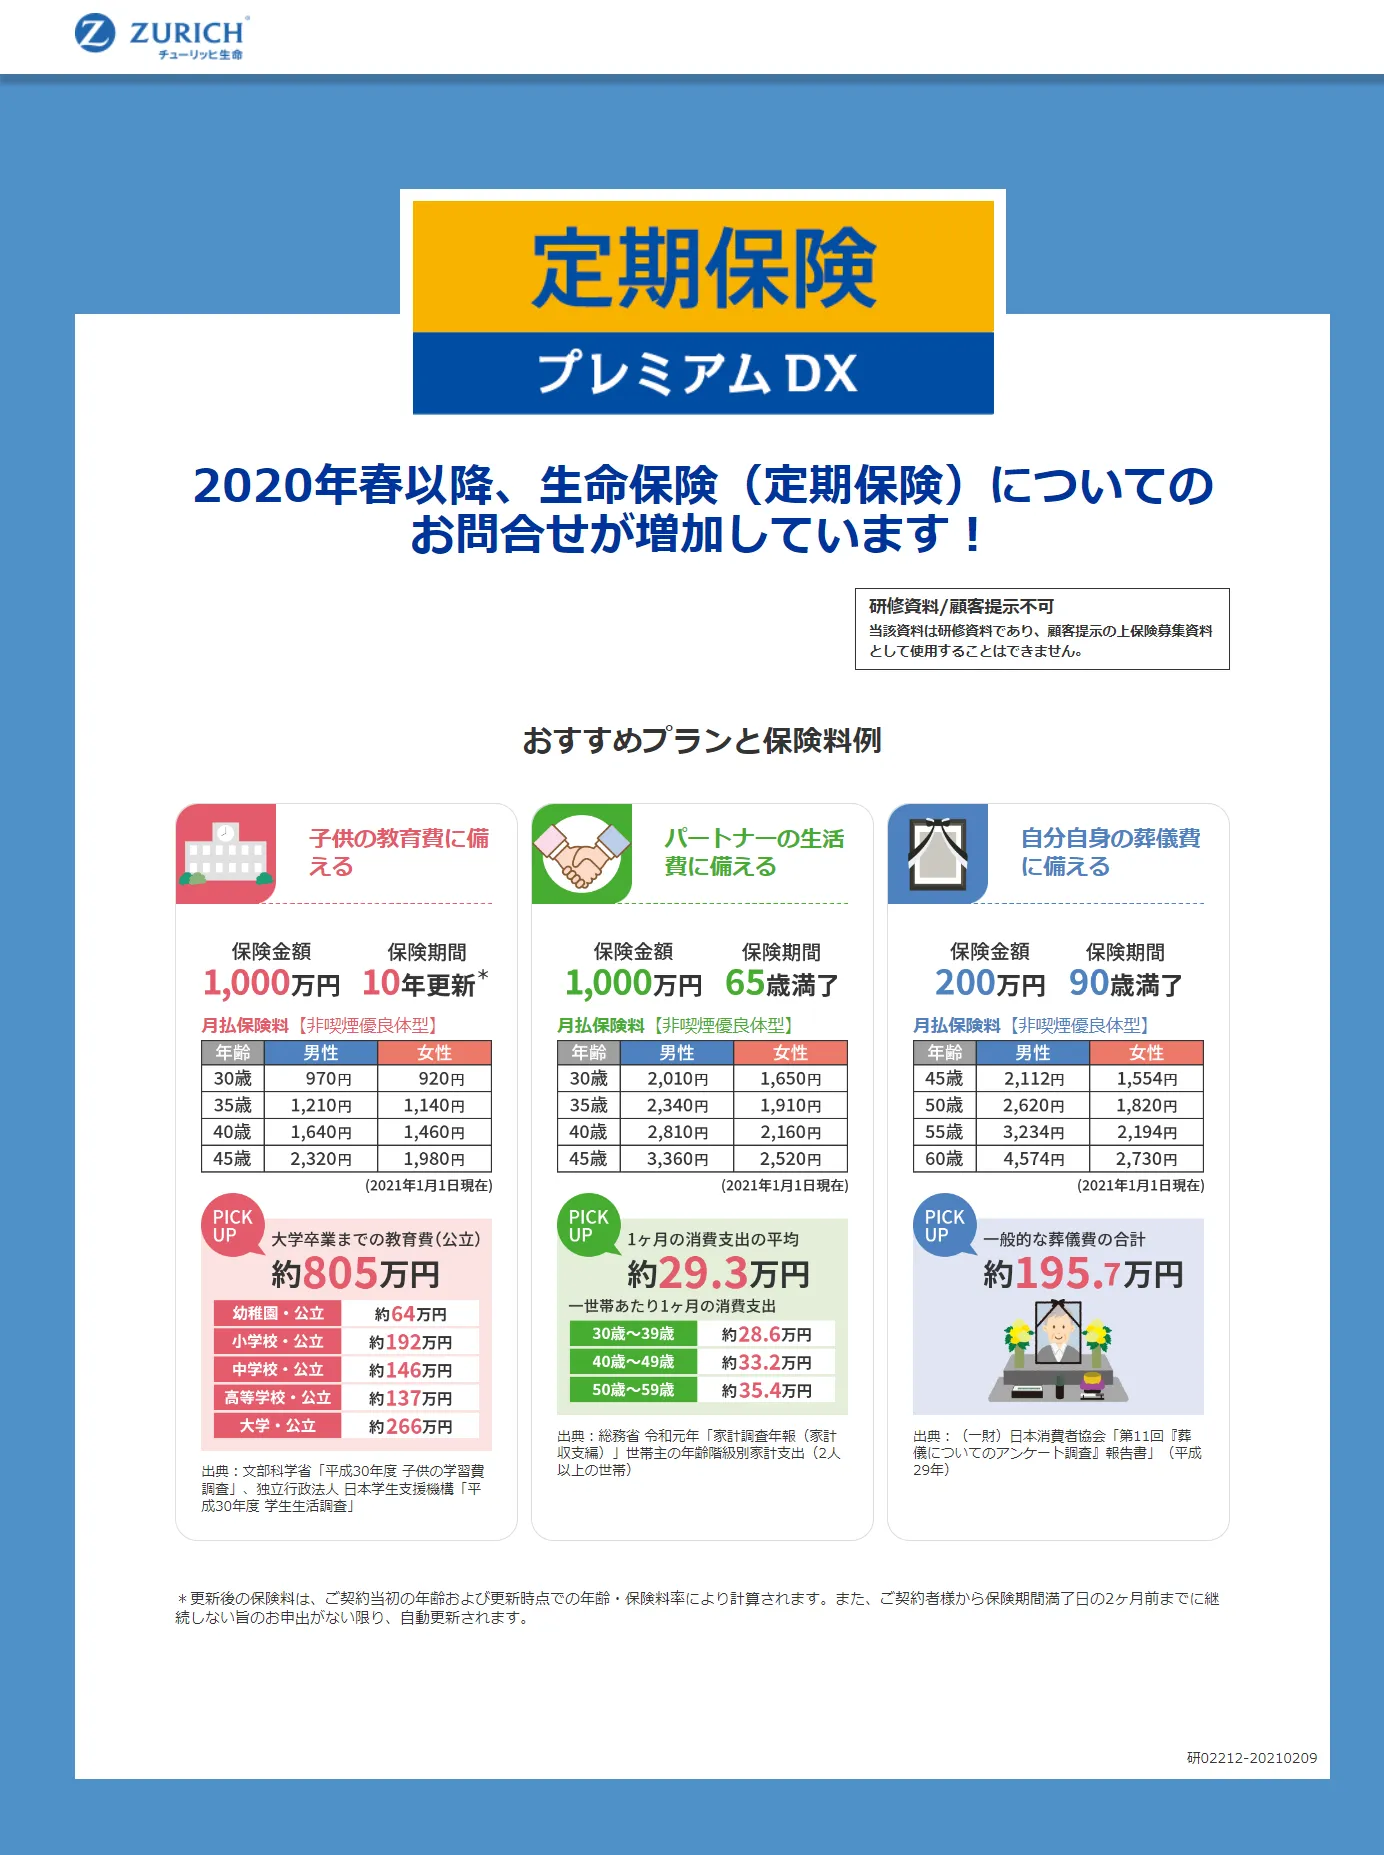 ZURICH
チューリッヒ生命
定期保険
プレミアム DX
2020年春以降、生命保険（定期保険）についての
お問合せが増加しています！
研修資料/顧客提示不可
当該資料は研修資料であり、顧客提示の上保険募集資料
として使用することはできません。
おすすめプランと保険料例
子供の教育費に備
える
保険金額 保険期間
1,000万円 10年更新＊
月払保険料【非喫煙優良体型】
年齢 男性 女性
30歳 970円 920円
35歳 1,210円 1,140円
40歳 1,640円 1,460円
45歳 2,320円 1,980円
(2021年1月1日現在)
PICK
UP
大学卒業までの教育費（公立）
約805万円
幼稚園・公立 約64万円
小学校・公立 約192万円
中学校・公立 約146万円
高等学校・公立 約137万円
大学・公立 約266万円
出典：文部科学省「平成30年度 子供の学習費
調査」、独立行政法人 日本学生支援機構「平
成30年度 学生生活調査」
パートナーの生活
費に備える
保険金額 保険期間
1,000万円 65歳満了
月払保険料【非喫煙優良体型】
年齢 男性 女性
30歳 2,010円 1,650円
35歳 2,340円 1,910円
40歳 2,810円 2,160円
45歳 3,360円 2,520円
(2021年1月1日現在)
PICK
UP
1ヶ月の消費支出の平均
約29.3万円
一世帯あたり1ヶ月の消費支出
30歳〜39歳 約28.6万円
40歳〜49歳 約33.2万円
50歳〜59歳 約35.4万円
出典：総務省 令和元年「家計調査年報（家計
収支編）」世帯主の年齢階級別家計支出（2人
以上の世帯）
自分自身の葬儀費
に備える
保険金額 保険期間
200万円 90歳満了
月払保険料【非喫煙優良体型】
年齢 男性 女性
45歳 2,112円 1,554円
50歳 2,620円 1,820円
55歳 3,234円 2,194円
60歳 4,574円 2,730円
(2021年1月1日現在)
PICK
UP
一般的な葬儀費の合計
約195.7万円
出典：（一財）日本消費者協会「第11回『葬
儀についてのアンケート調査』報告書」（平成
29年）
＊更新後の保険料は、ご契約当初の年齢および更新時点での年齢・保険料率により計算されます。また、ご契約者様から保険期間満了日の2ヶ月前までに継
続しない旨のお申出がない限り、自動更新されます。
研02212-20210209